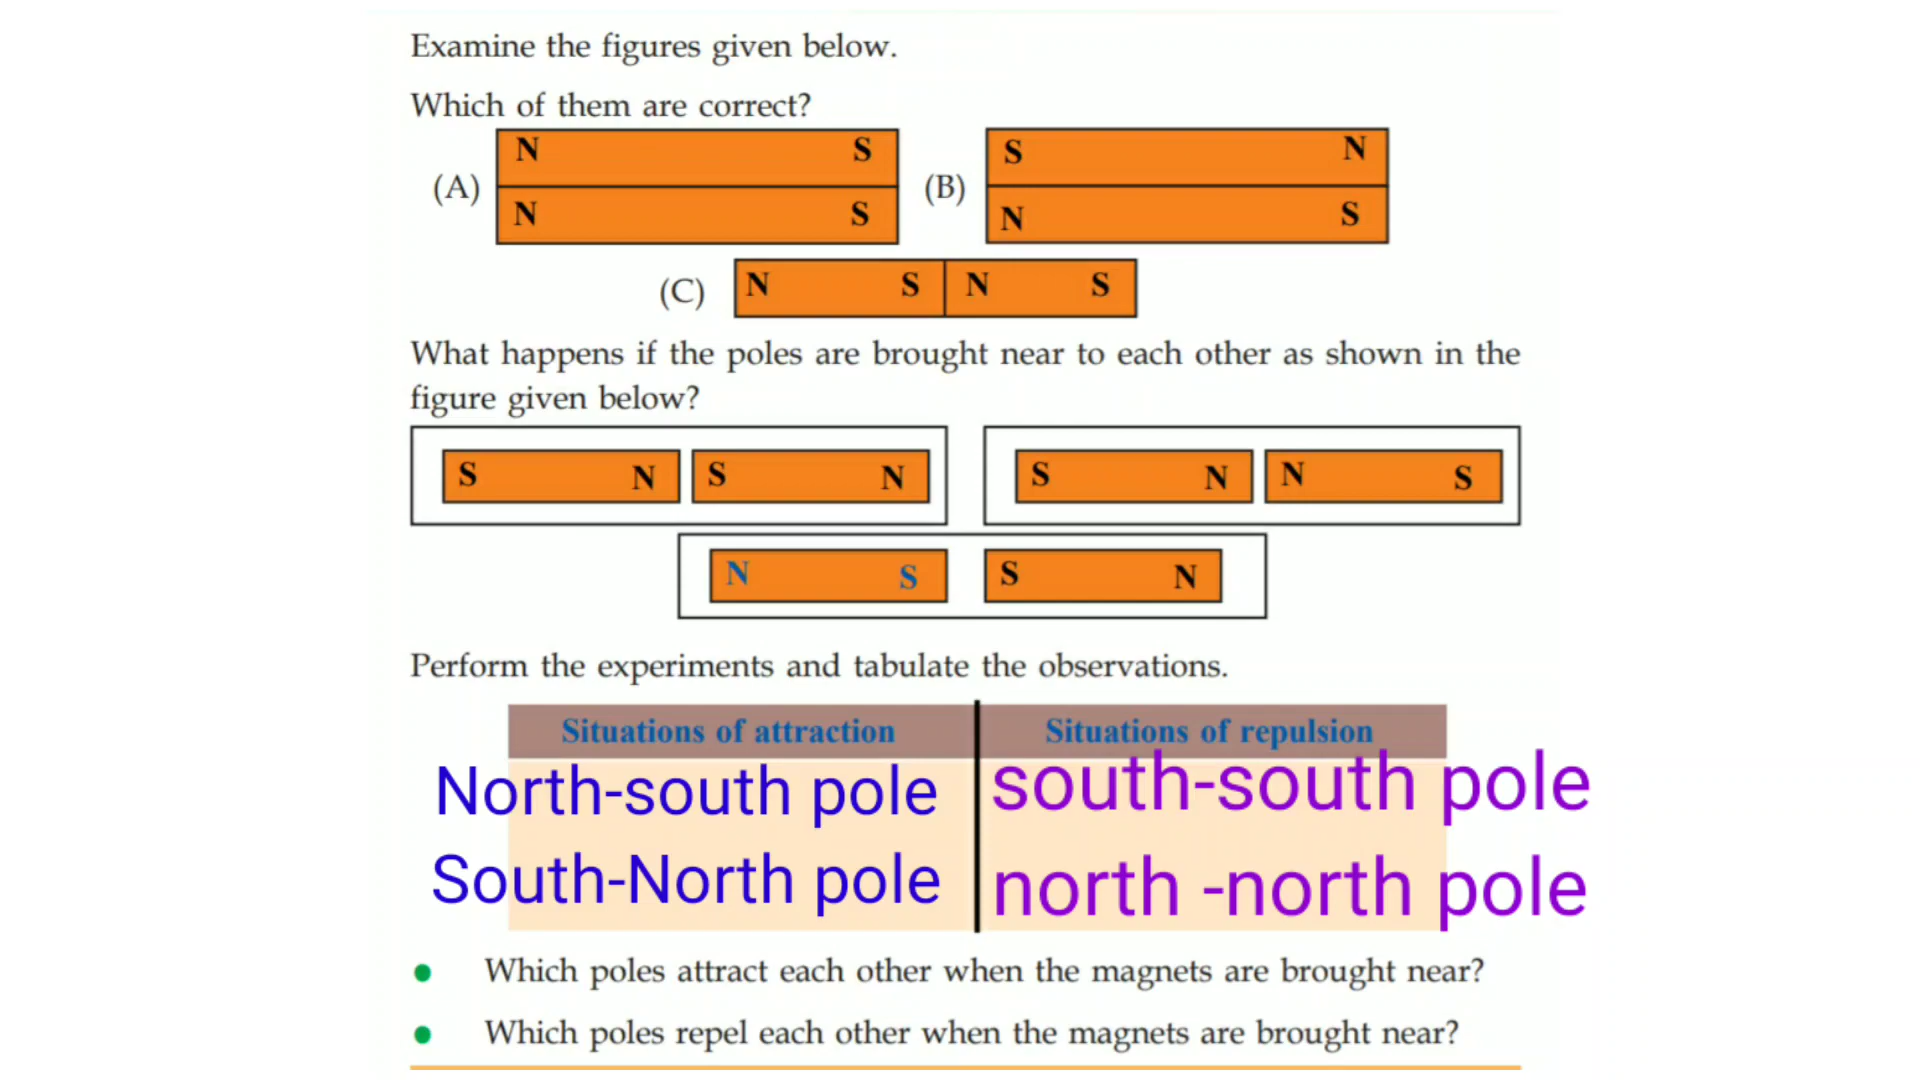 Examine the figures given below.
Which of them are correct?
N S
S N
(A) (B)
N S
N S
(C) N S N S
What happens if the poles are brought near to each other as shown in the
figure given below?
S N S N
S N N S
N S S N
Perform the experiments and tabulate the observations.
Situations of attraction
Situations of repulsion
North-south pole
south-south pole
South-North pole
north -north pole
● Which poles attract each other when the magnets are brought near?
● Which poles repel each other when the magnets are brought near?